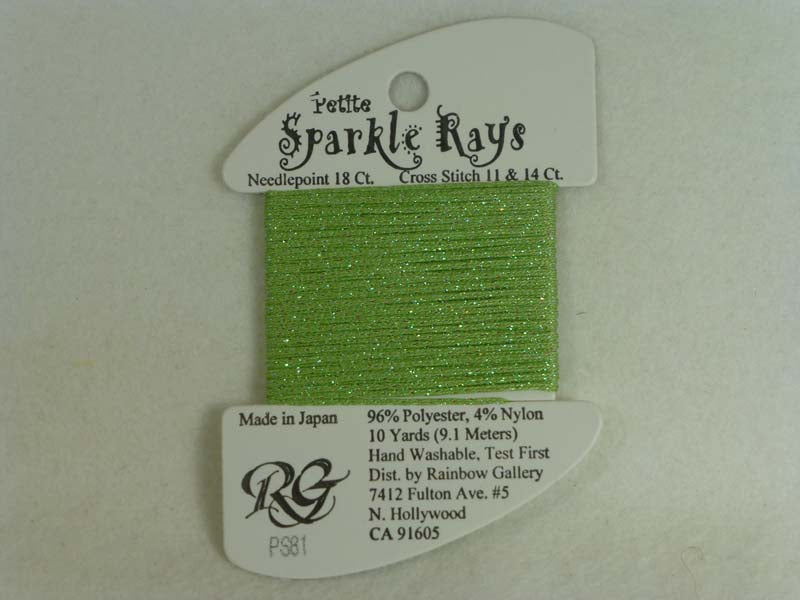 Petite
Sparkle Rays
Needlepoint 18 Ct. Cross Stitch 11 & 14 Ct.
Made in Japan
RG
PS81
96% Polyester, 4% Nylon
10 Yards (9.1 Meters)
Hand Washable, Test First
Dist. by Rainbow Gallery
7412 Fulton Ave. #5
N. Hollywood
CA 91605